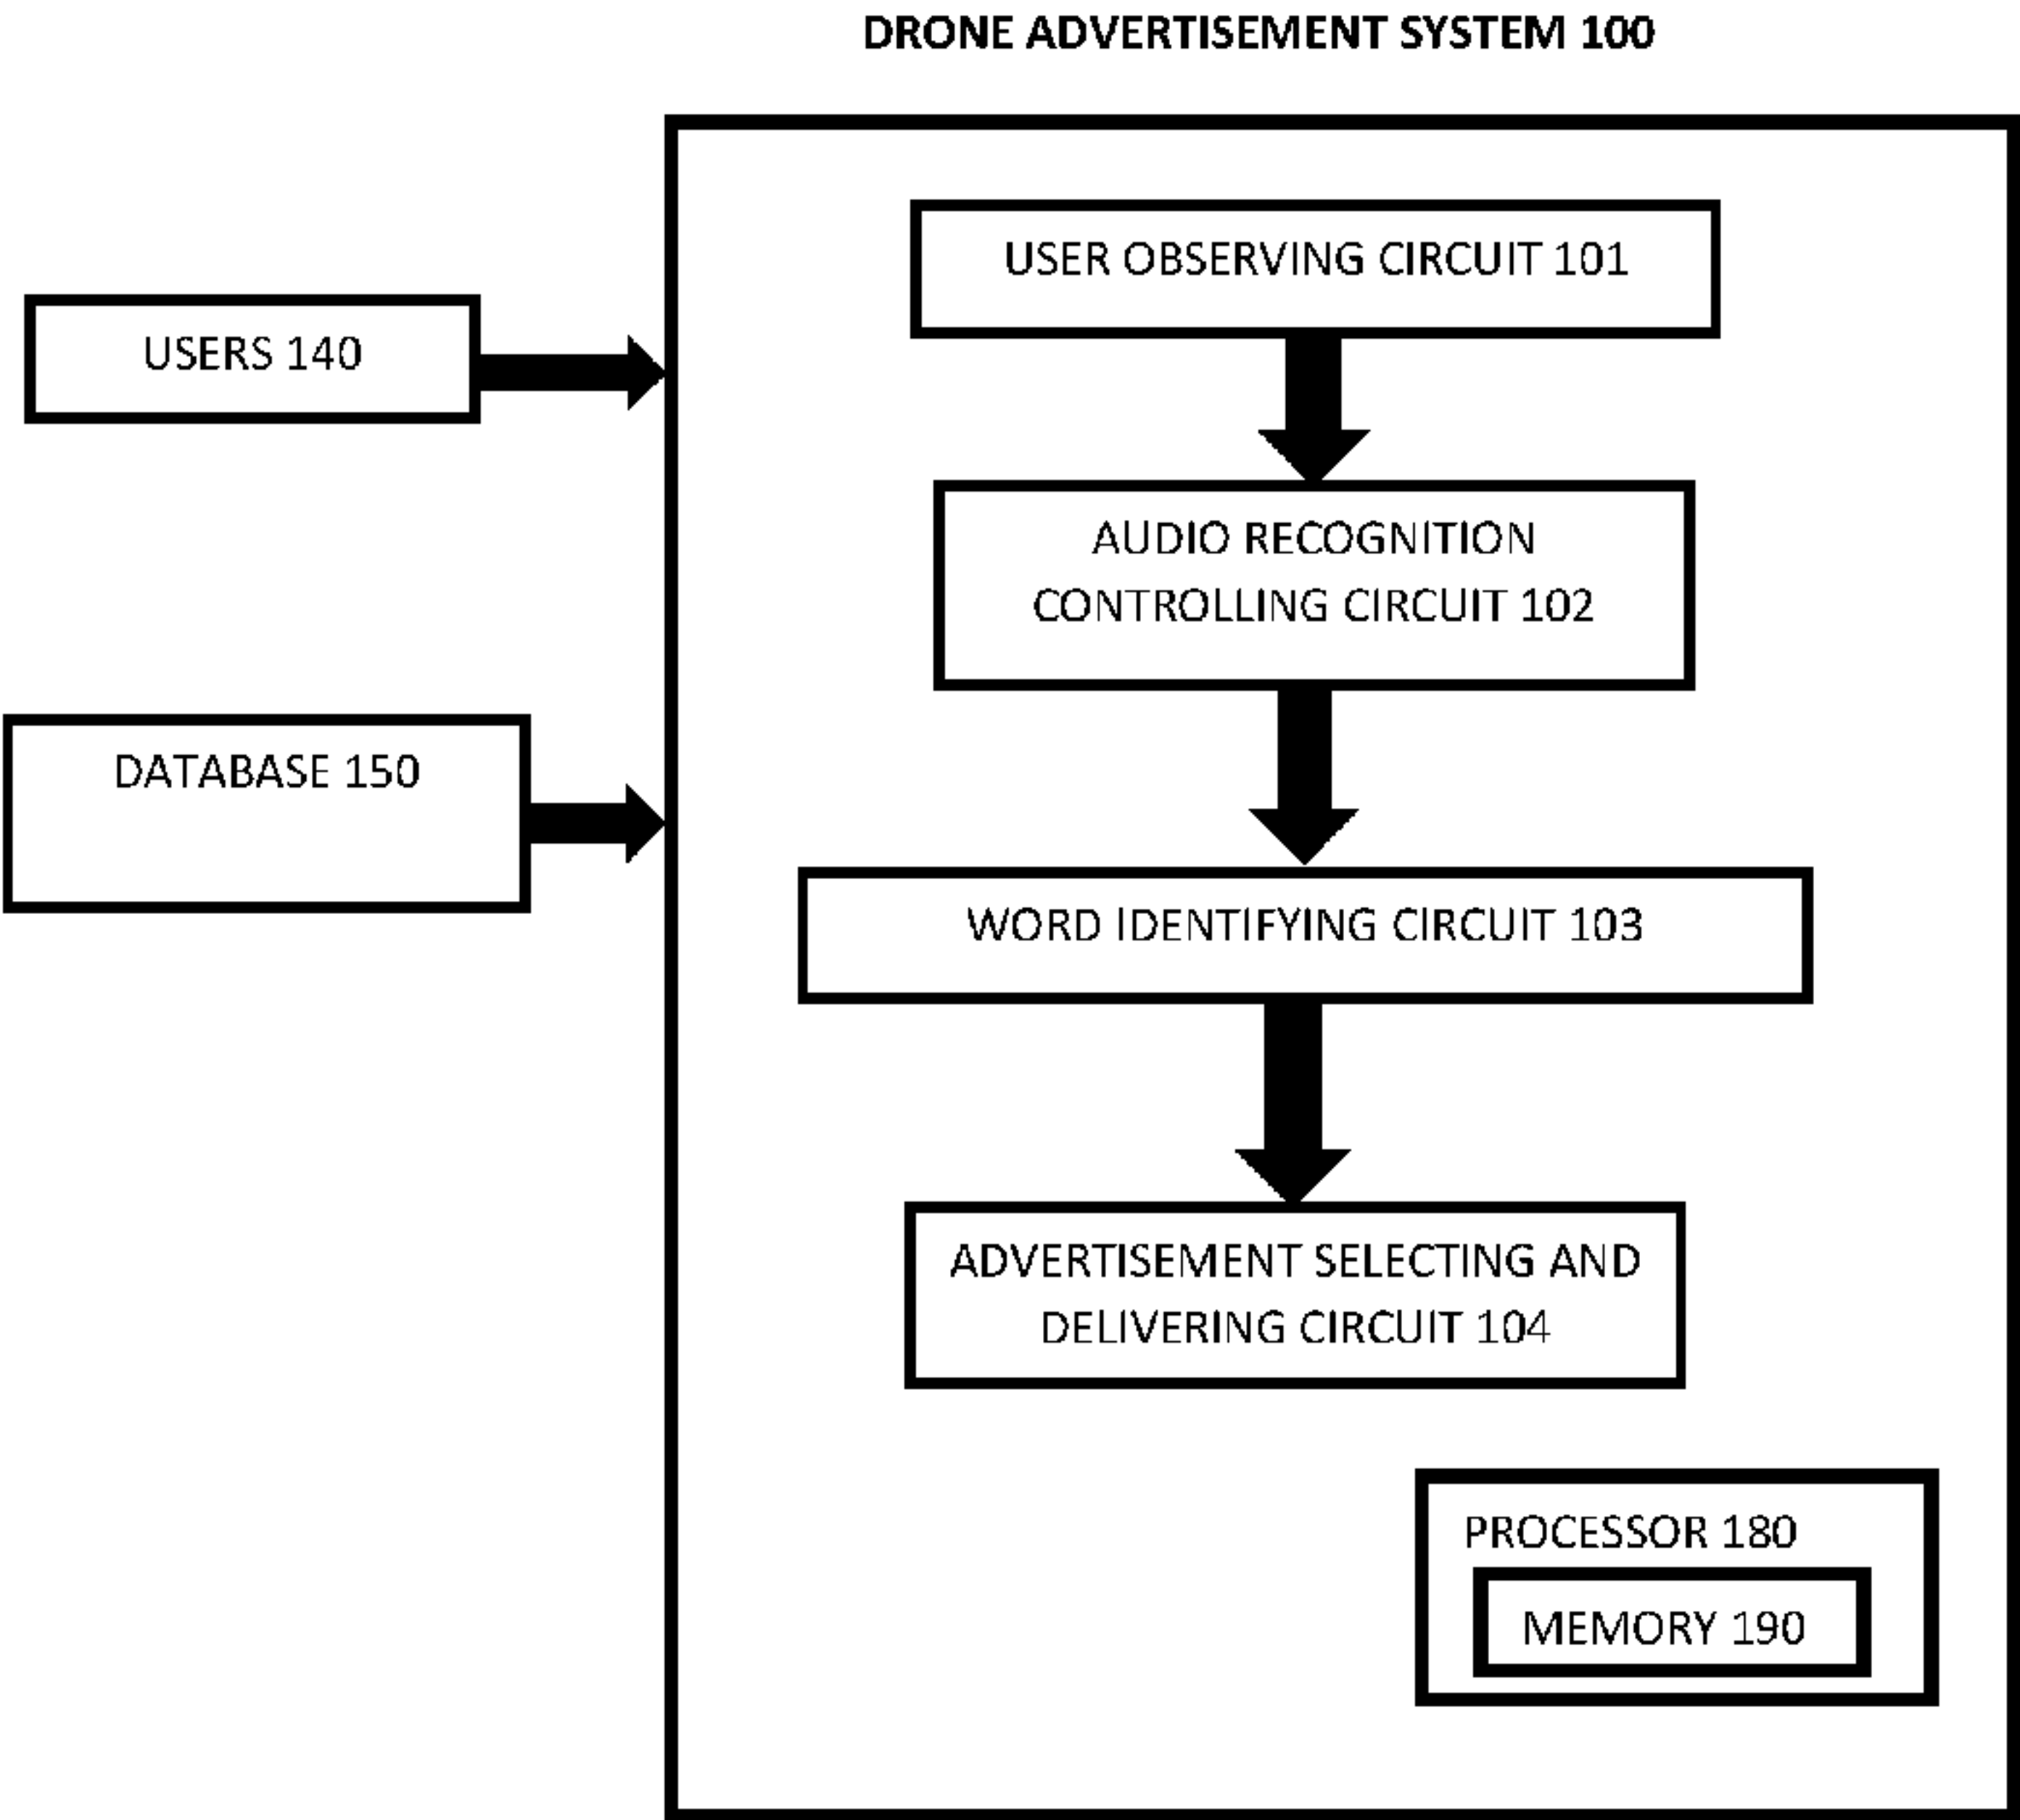 DRONE ADVERTISEMENT SYSTEM 100
USER OBSERVING CIRCUIT 101
USERS 140
AUDIO RECOGNITION
CONTROLLING CIRCUIT 102
DATABASE 150
WORD IDENTIFYING CIRCUIT 103
ADVERTISEMENT SELECTING AND
DELIVERING CIRCUIT 104
PROCESSOR 180
MEMORY 190